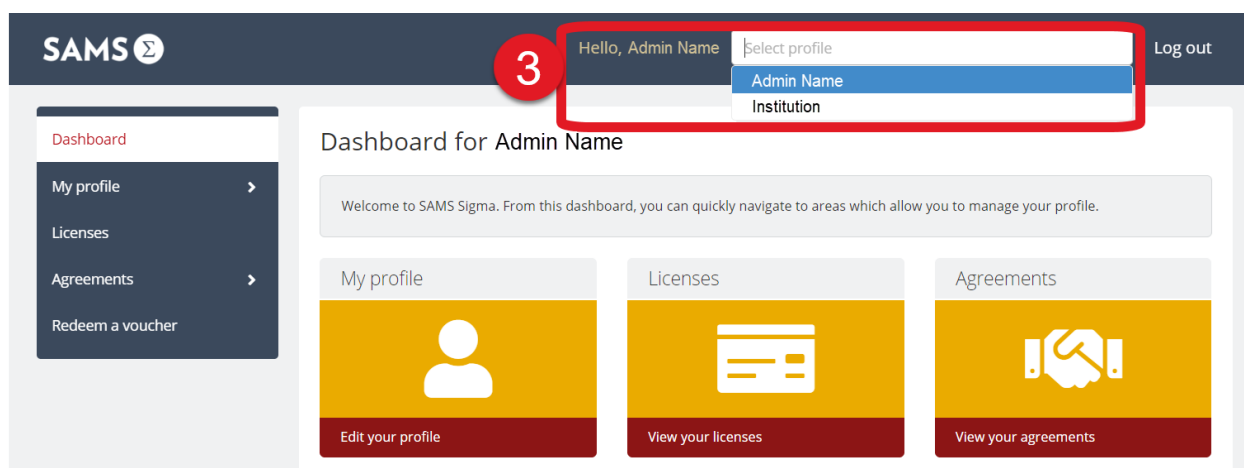 SAMS Σ
3
Hello, Admin Name
Select profile
Log out
Admin Name
Institution
Dashboard
My profile
Licenses
Agreements
Redeem a voucher
Dashboard for Admin Name
Welcome to SAMS Sigma. From this dashboard, you can quickly navigate to areas which allow you to manage your profile.
My profile
Licenses
Agreements
Edit your profile
View your licenses
View your agreements